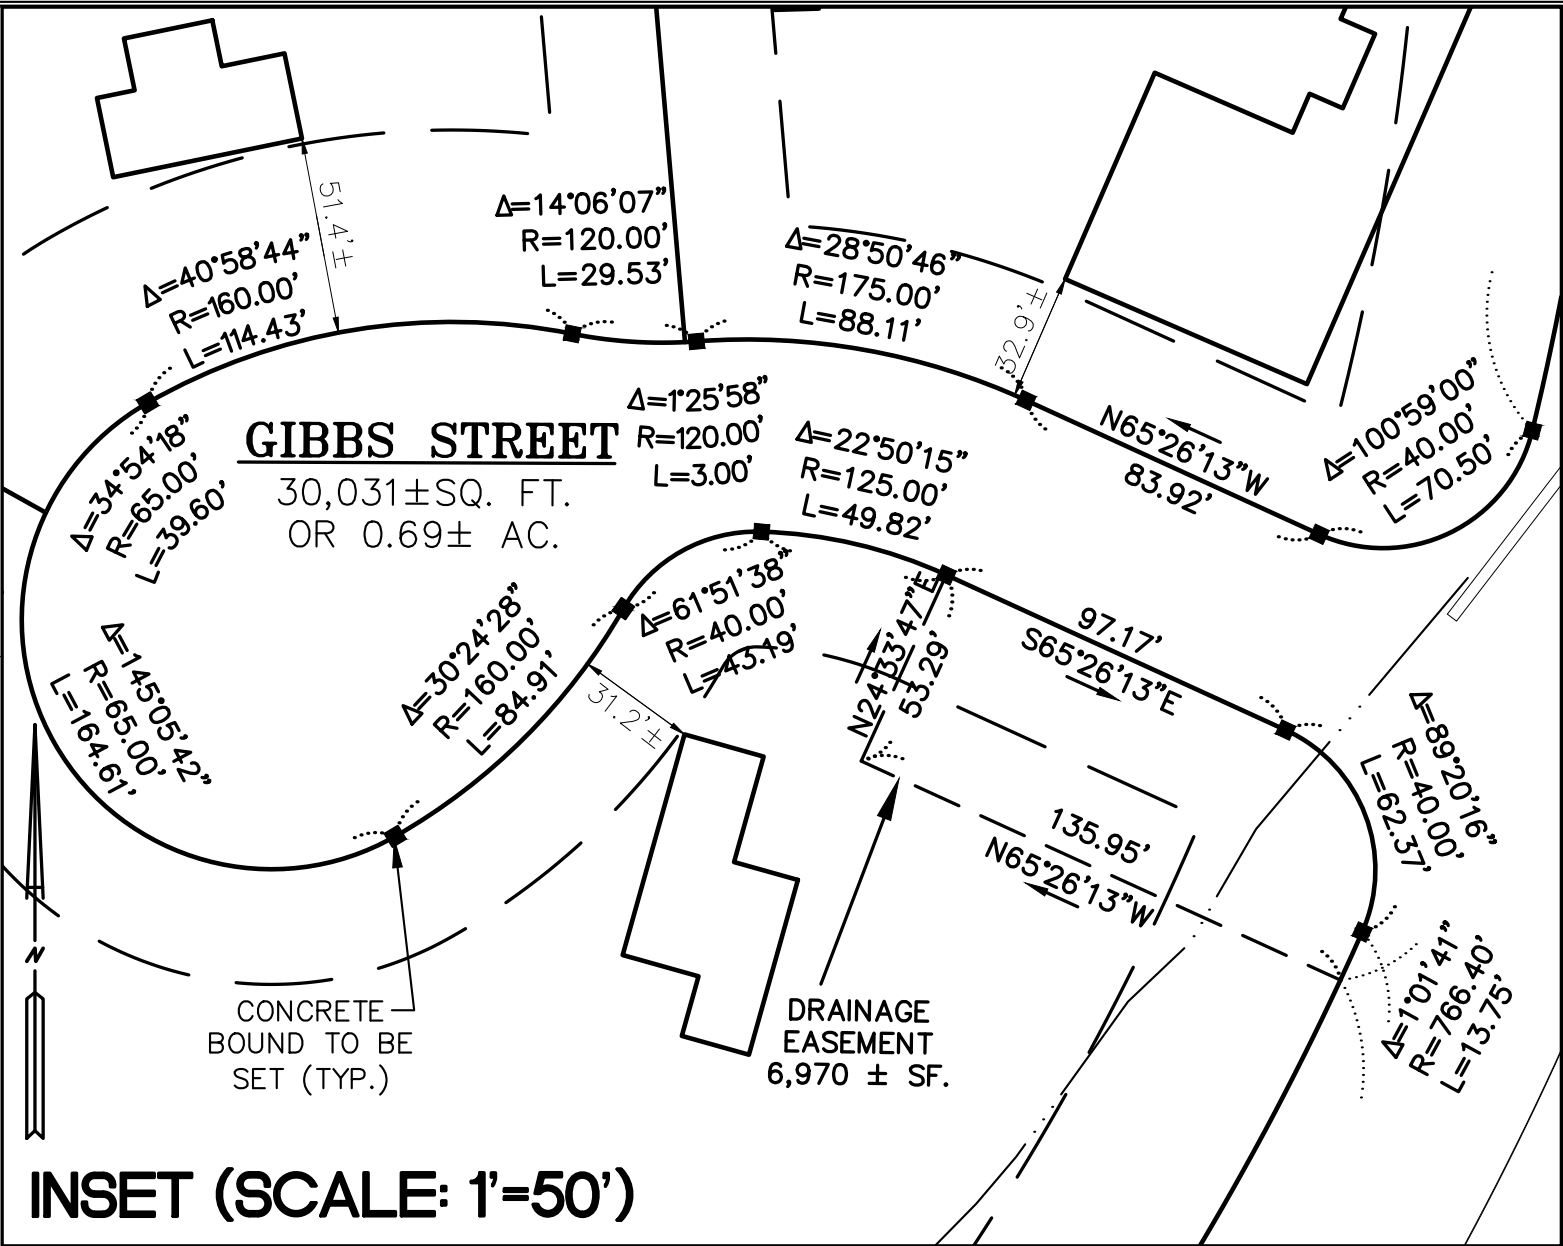 51.4'±
Δ=40°58'44"
R=160.00'
L=114.43'
Δ=14°06'07"
R=120.00'
L=29.53'
Δ=28°50'46"
R=175.00'
L=88.11'
32.9'±
N65°26'13"W
83.92'
Δ=100°59'00"
R=40.00'
L=70.50'
Δ=34°54'18"
R=65.00'
L=39.60'
GIBBS STREET
30,031±SQ. FT.
OR 0.69± AC.
Δ=1°25'58"
R=120.00'
L=3.00'
Δ=22°50'15"
R=125.00'
L=49.82'
Δ=145°05'42"
R=65.00'
L=164.61'
Δ=30°24'28"
R=160.00'
L=84.91'
Δ=61°51'38"
R=40.00'
L=43.19'
31.2'±
N24°33'47"E
53.29'
97.17'
S65°26'13"E
135.95'
N65°26'13"W
Δ=89°20'16"
R=40.00'
L=62.37'
Δ=1°01'41"
R=766.40'
L=13.75'
N
CONCRETE
BOUND TO BE
SET (TYP.)
DRAINAGE
EASEMENT
6,970 ± SF.
INSET (SCALE: 1'=50')